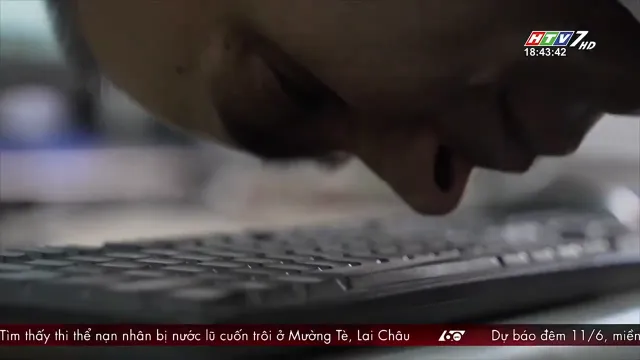 HTV7 HD
18:43:42
Tìm thấy thi thể nạn nhân bị nước lũ cuốn trôi ở Mường Tè, Lai Châu 60 Dự báo đêm 11/6, miền